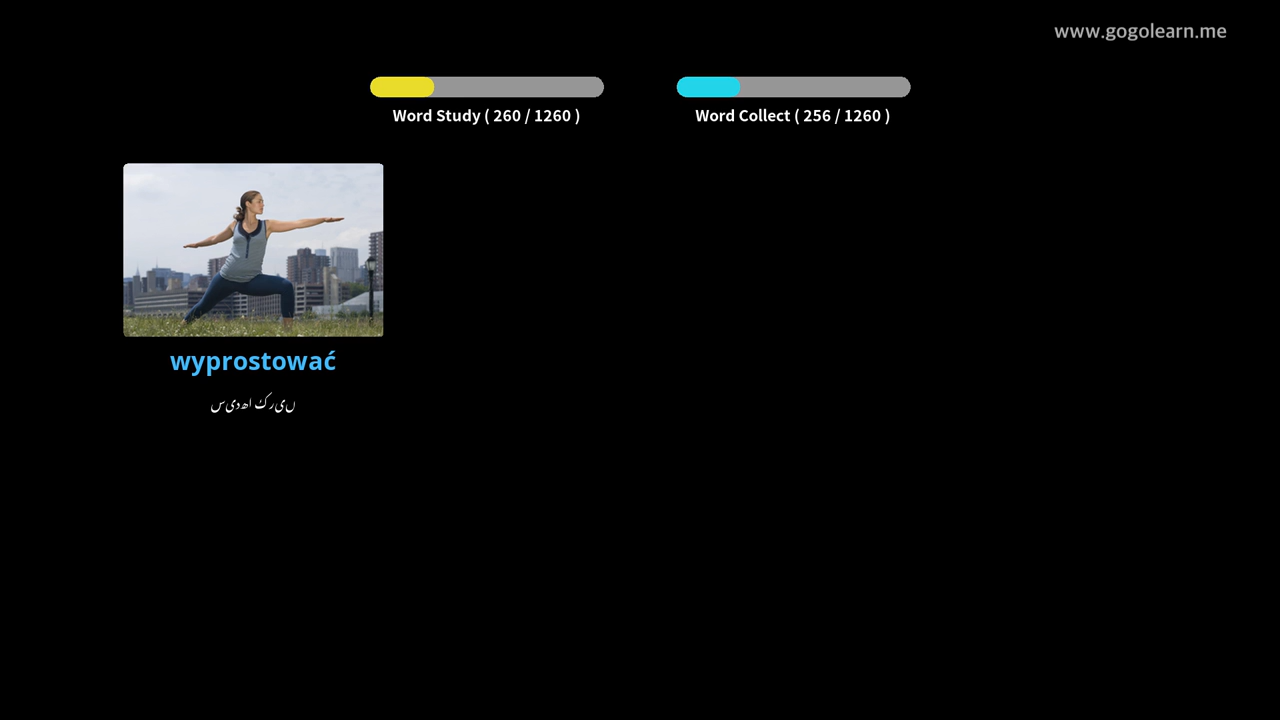 www.gogolearn.me
Word Study ( 260 / 1260 )
Word Collect ( 256 / 1260 )
wyprostować
سیدھا کریں